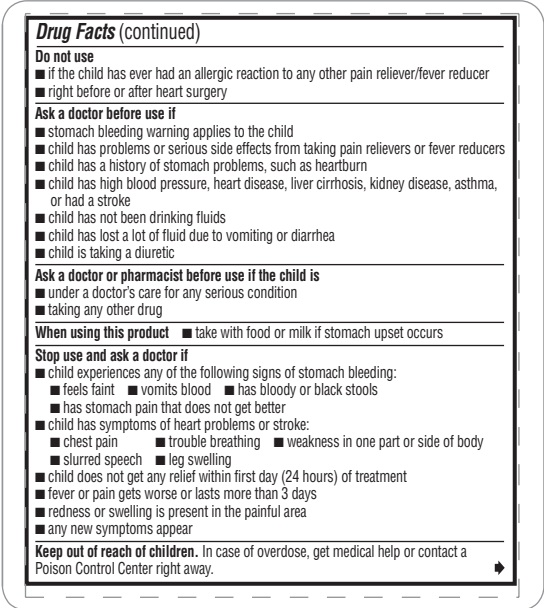 Drug Facts (continued)
Do not use
■ if the child has ever had an allergic reaction to any other pain reliever/fever reducer
■ right before or after heart surgery
Ask a doctor before use if
■ stomach bleeding warning applies to the child
■ child has problems or serious side effects from taking pain relievers or fever reducers
■ child has a history of stomach problems, such as heartburn
■ child has high blood pressure, heart disease, liver cirrhosis, kidney disease, asthma,
or had a stroke
■ child has not been drinking fluids
■ child has lost a lot of fluid due to vomiting or diarrhea
■ child is taking a diuretic
Ask a doctor or pharmacist before use if the child is
■ under a doctor's care for any serious condition
■ taking any other drug
When using this product ■ take with food or milk if stomach upset occurs
Stop use and ask a doctor if
■ child experiences any of the following signs of stomach bleeding:
■ feels faint ■ vomits blood ■ has bloody or black stools
■ has stomach pain that does not get better
■ child has symptoms of heart problems or stroke:
■ chest pain ■ trouble breathing ■ weakness in one part or side of body
■ slurred speech ■ leg swelling
■ child does not get any relief within first day (24 hours) of treatment
■ fever or pain gets worse or lasts more than 3 days
■ redness or swelling is present in the painful area
■ any new symptoms appear
Keep out of reach of children. In case of overdose, get medical help or contact a
Poison Control Center right away.